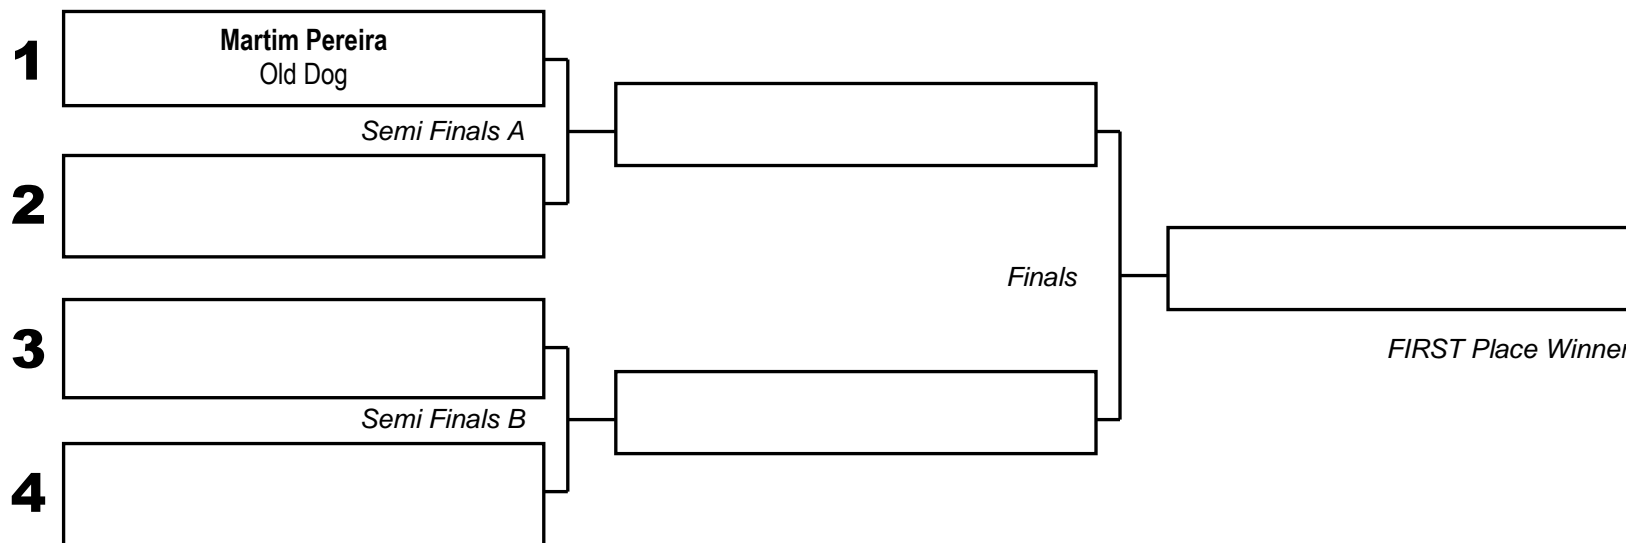 1
Martim Pereira
Old Dog
Semi Finals A
2
Finals
3
FIRST Place Winner
Semi Finals B
4